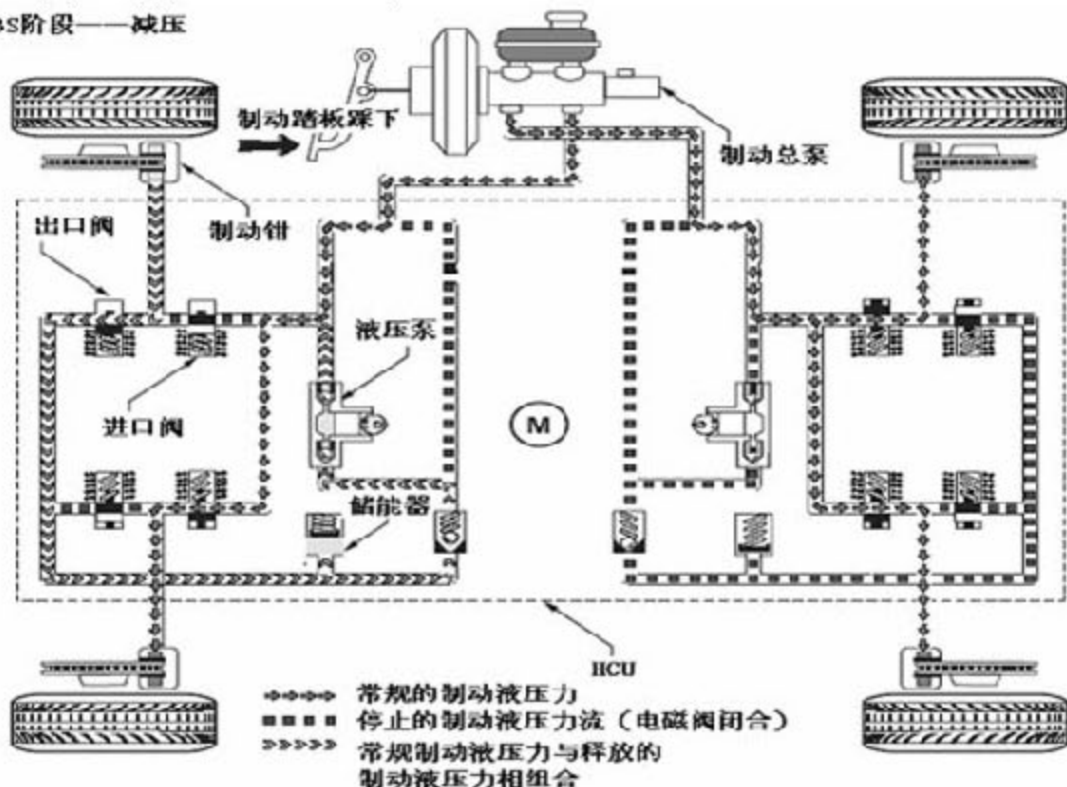 BS阶段——减压
制动踏板踩下
制动总泵
出口阀
制动钳
液压泵
进口阀
M
储能器
HCU
常规的制动液压力
停止的制动液压力流（电磁阀闭合）
常规制动液压力与释放的
制动液压力相组合